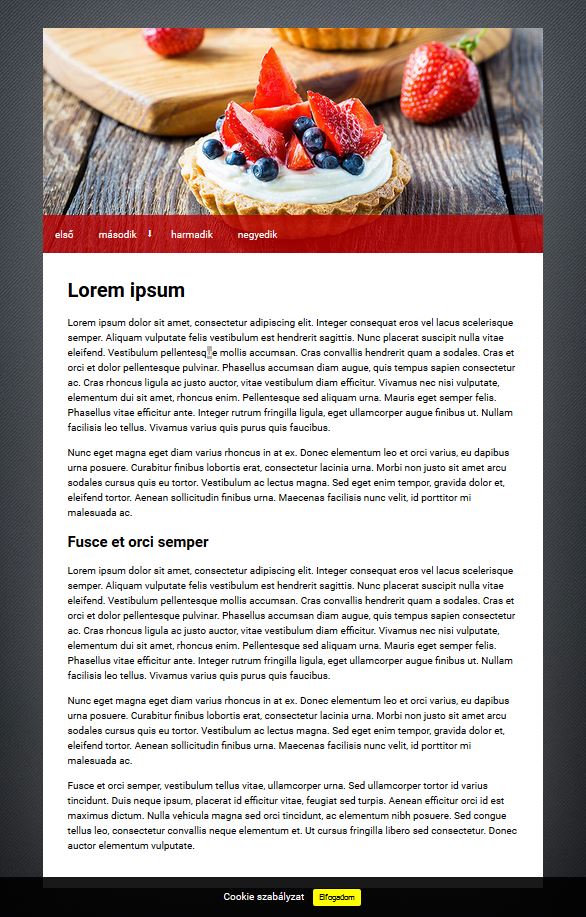 első második harmadik negyedik
Lorem ipsum
Lorem ipsum dolor sit amet, consectetur adipiscing elit. Integer consequat eros vel lacus scelerisque
semper. Aliquam vulputate felis vestibulum est hendrerit sagittis. Nunc placerat suscipit nulla vitae
eleifend. Vestibulum pellentesque mollis accumsan. Cras convallis hendrerit quam a sodales. Cras et
orci et dolor pellentesque pulvinar. Phasellus accumsan diam augue, quis tempus sapien consectetur
ac. Cras rhoncus ligula ac justo auctor, vitae vestibulum diam efficitur. Vivamus nec nisi vulputate,
elementum dui sit amet, rhoncus enim. Pellentesque sed aliquam urna. Mauris eget semper felis.
Phasellus vitae efficitur ante. Integer rutrum fringilla ligula, eget ullamcorper augue finibus ut. Nullam
facilisis leo tellus. Vivamus varius quis purus quis faucibus.
Nunc eget magna eget diam varius rhoncus in at ex. Donec elementum leo et orci varius, eu dapibus
urna posuere. Curabitur finibus lobortis erat, consectetur lacinia urna. Morbi non justo sit amet arcu
sodales cursus quis eu tortor. Vestibulum ac lectus magna. Sed eget enim tempor, gravida dolor et,
eleifend tortor. Aenean sollicitudin finibus urna. Maecenas facilisis nunc velit, id porttitor mi
malesuada ac.
Fusce et orci semper
Lorem ipsum dolor sit amet, consectetur adipiscing elit. Integer consequat eros vel lacus scelerisque
semper. Aliquam vulputate felis vestibulum est hendrerit sagittis. Nunc placerat suscipit nulla vitae
eleifend. Vestibulum pellentesque mollis accumsan. Cras convallis hendrerit quam a sodales. Cras et
orci et dolor pellentesque pulvinar. Phasellus accumsan diam augue, quis tempus sapien consectetur
ac. Cras rhoncus ligula ac justo auctor, vitae vestibulum diam efficitur. Vivamus nec nisi vulputate,
elementum dui sit amet, rhoncus enim. Pellentesque sed aliquam urna. Mauris eget semper felis.
Phasellus vitae efficitur ante. Integer rutrum fringilla ligula, eget ullamcorper augue finibus ut. Nullam
facilisis leo tellus. Vivamus varius quis purus quis faucibus.
Nunc eget magna eget diam varius rhoncus in at ex. Donec elementum leo et orci varius, eu dapibus
urna posuere. Curabitur finibus lobortis erat, consectetur lacinia urna. Morbi non justo sit amet arcu
sodales cursus quis eu tortor. Vestibulum ac lectus magna. Sed eget enim tempor, gravida dolor et,
eleifend tortor. Aenean sollicitudin finibus urna. Maecenas facilisis nunc velit, id porttitor mi
malesuada ac.
Fusce et orci semper, vestibulum tellus vitae, ullamcorper urna. Sed ullamcorper tortor id varius
tincidunt. Duis neque ipsum, placerat id efficitur vitae, feugiat sed turpis. Aenean efficitur orci id est
maximus dictum. Nulla vehicula magna sed orci tincidunt, ac elementum nibh posuere. Sed congue
tellus leo, consectetur convallis neque elementum et. Ut cursus fringilla libero sed consectetur. Donec
auctor elementum vulputate.
Cookie szabályzat Elfogadom